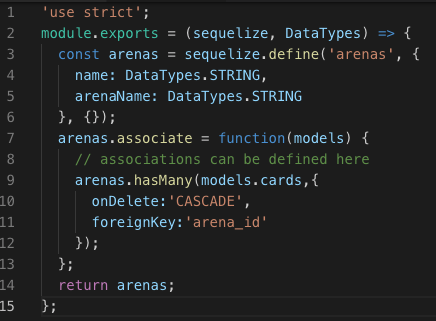 1 'use strict';
2 module.exports = (sequelize, DataTypes) => {
3   const arenas = sequelize.define('arenas', {
4     name: DataTypes.STRING,
5     arenaName: DataTypes.STRING
6   }, {});
7   arenas.associate = function(models) {
8     // associations can be defined here
9     arenas.hasMany(models.cards,{
10       onDelete:'CASCADE',
11       foreignKey:'arena_id'
12     });
13   };
14   return arenas;
15 };